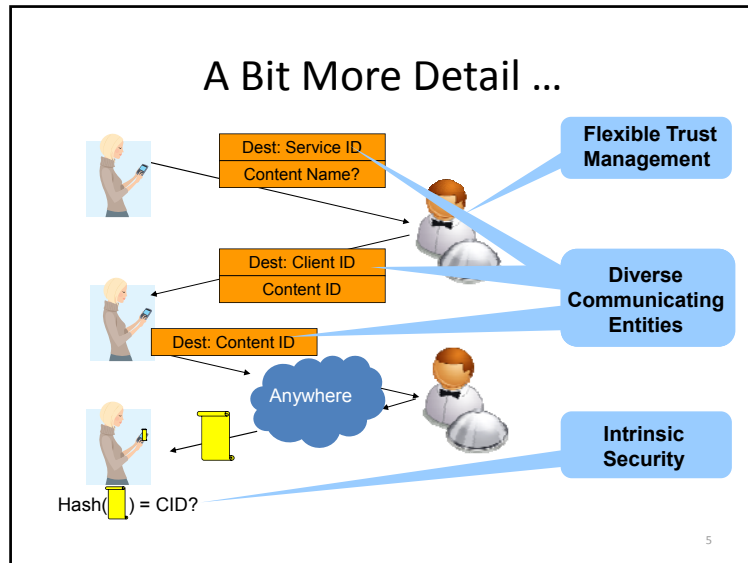 A Bit More Detail …
Dest: Service ID
Content Name?
Flexible Trust
Management
Dest: Client ID
Content ID
Diverse
Communicating
Entities
Dest: Content ID
Anywhere
Intrinsic
Security
Hash( ) = CID?
5